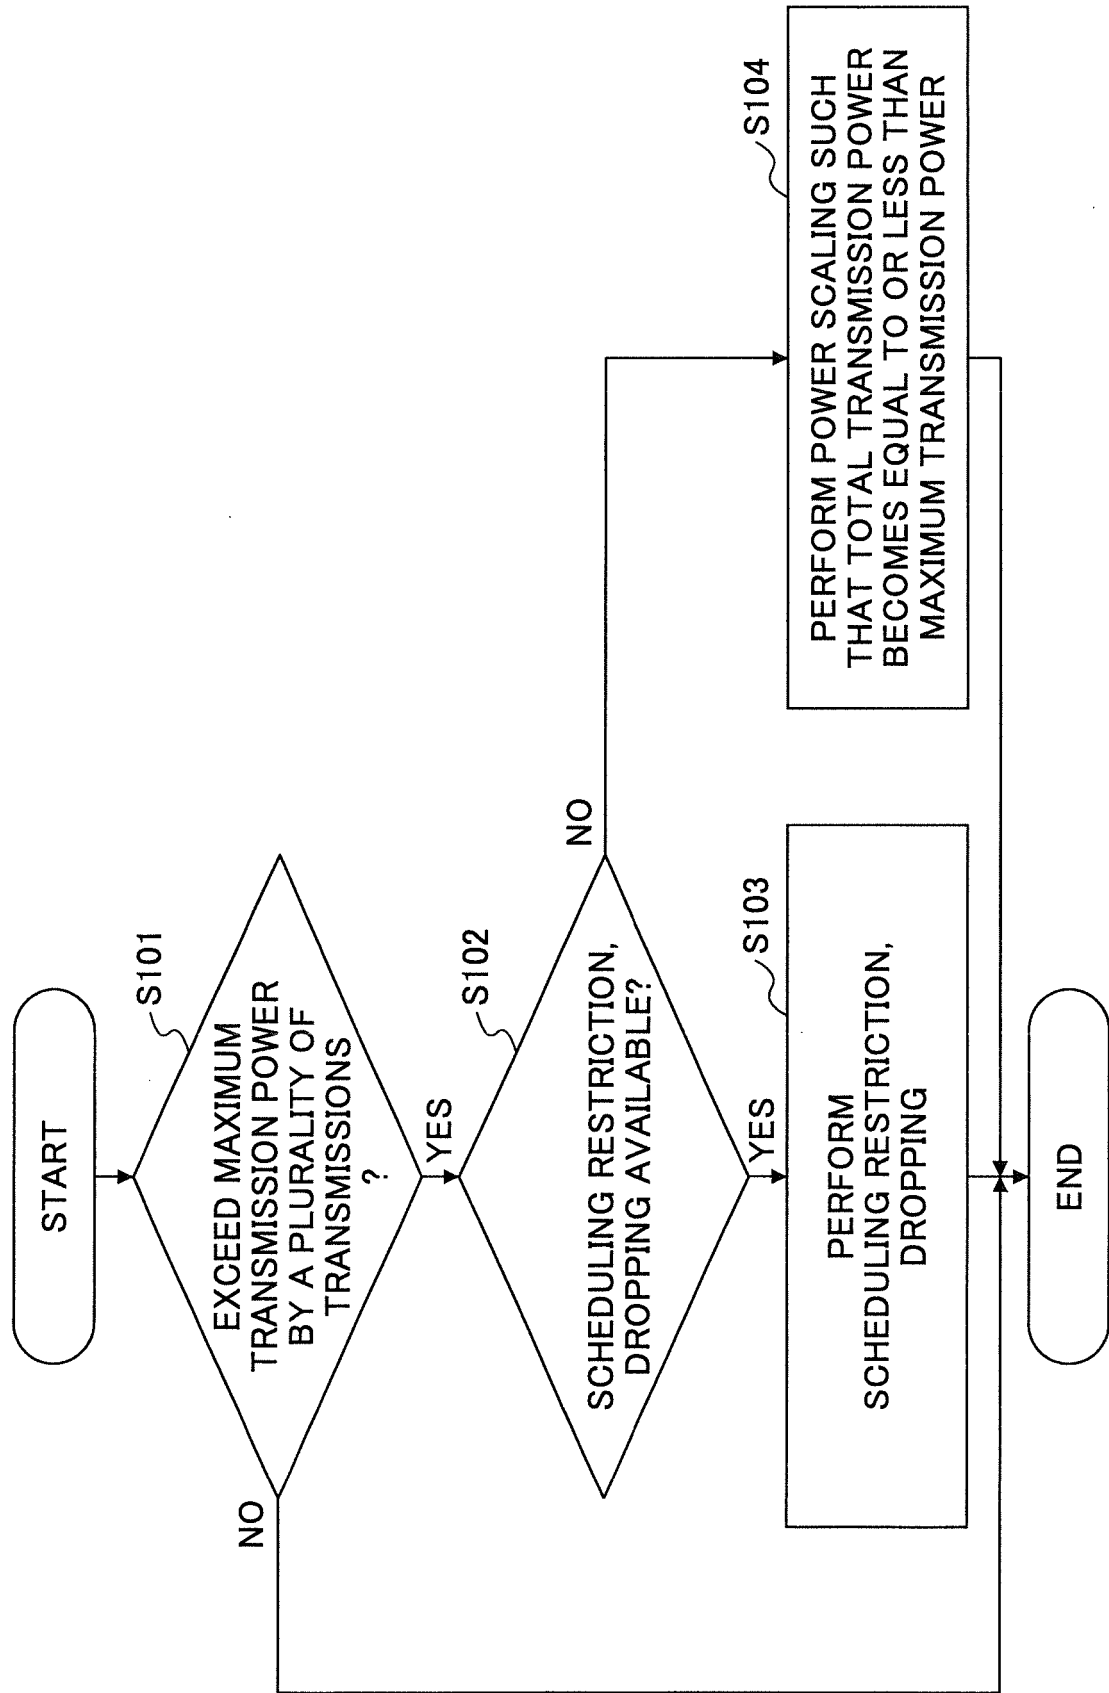 START
S101
EXCEED MAXIMUM
TRANSMISSION POWER
BY A PLURALITY OF
TRANSMISSIONS
?
NO
YES
S102
SCHEDULING RESTRICTION,
DROPPING AVAILABLE?
NO
YES
S103
PERFORM
SCHEDULING RESTRICTION,
DROPPING
S104
PERFORM POWER SCALING SUCH
THAT TOTAL TRANSMISSION POWER
BECOMES EQUAL TO OR LESS THAN
MAXIMUM TRANSMISSION POWER
END